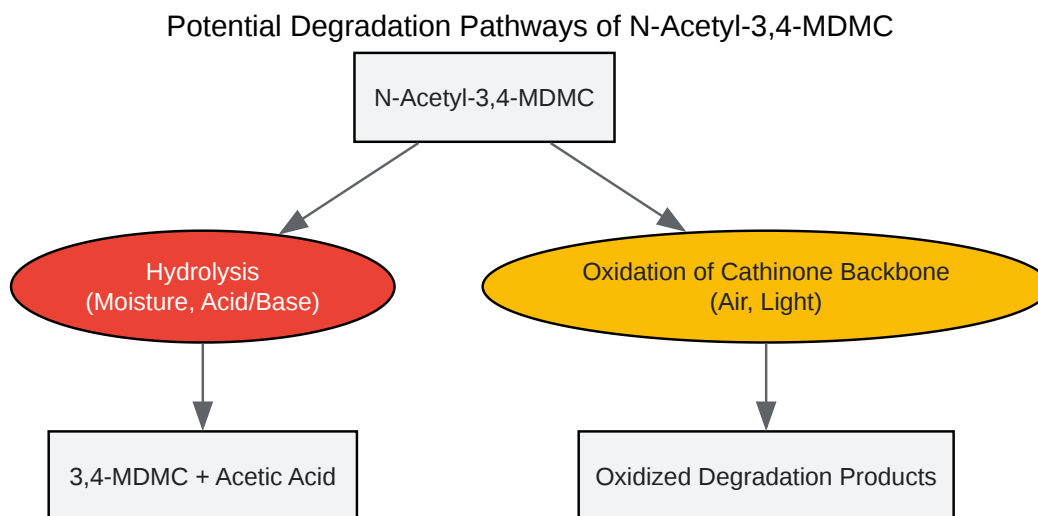 Potential Degradation Pathways of N-Acetyl-3,4-MDMC
N-Acetyl-3,4-MDMC
Hydrolysis
(Moisture, Acid/Base)
Oxidation of Cathinone Backbone
(Air, Light)
3,4-MDMC + Acetic Acid
Oxidized Degradation Products